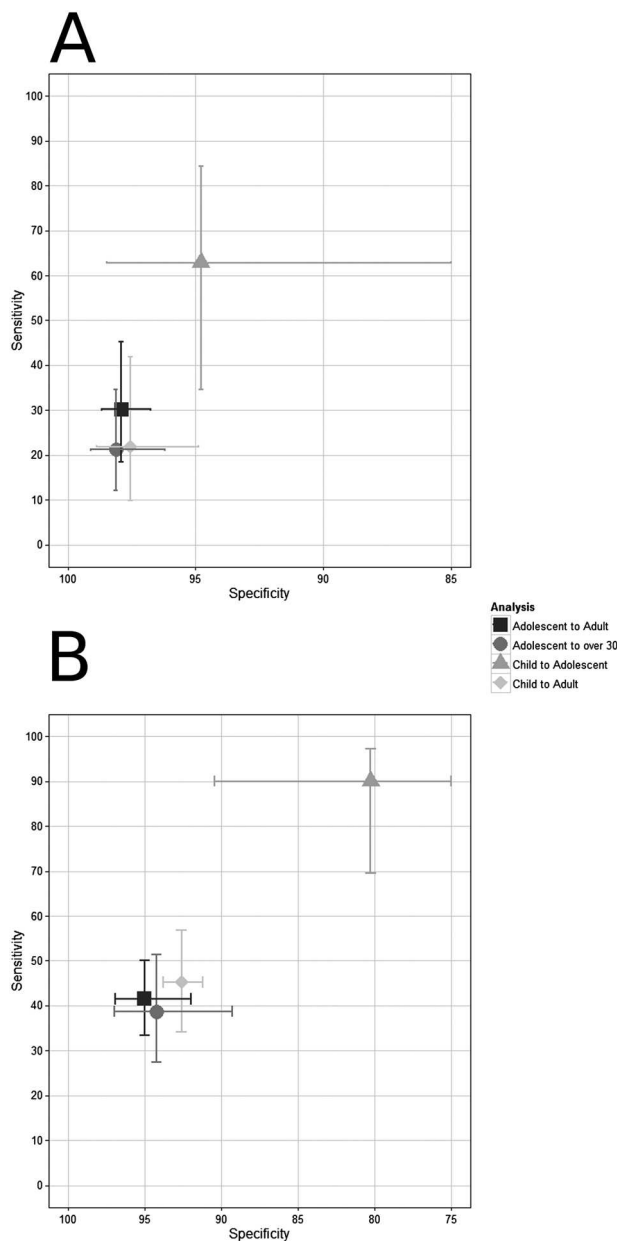 A
100
90
80
70
60
50
40
30
20
10
0
Sensitivity
100 95 90 85
Specificity
Analysis
Adolescent to Adult
Adolescent to over 30
Child to Adolescent
Child to Adult
B
100
90
80
70
60
50
40
30
20
10
0
Sensitivity
100 95 90 85 80 75
Specificity